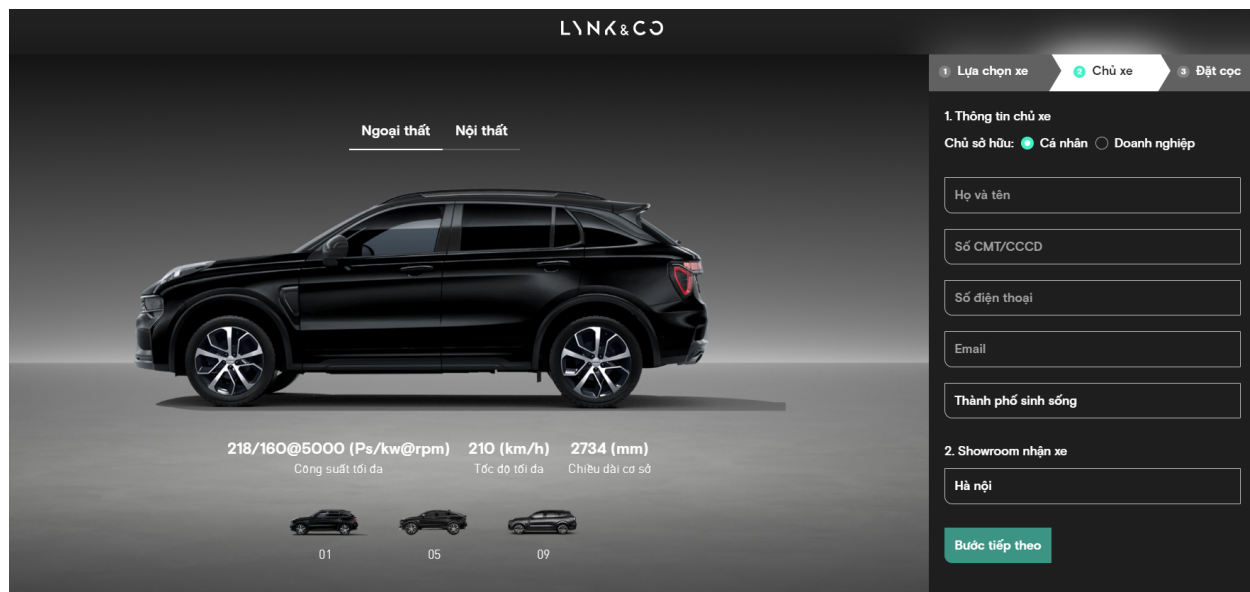 LYNK&CO
1 Lựa chọn xe
2 Chủ xe
3 Đặt cọc
Ngoại thất Nội thất
218/160@5000 (Ps/kw@rpm) 210 (km/h) 2734 (mm)
Công suất tối đa Tốc độ tối đa Chiều dài cơ sở
01 05 09
1. Thông tin chủ xe
Chủ sở hữu: Cá nhân Doanh nghiệp
Họ và tên
Số CMT/CCCD
Số điện thoại
Email
Thành phố sinh sống
2. Showroom nhận xe
Hà nội
Bước tiếp theo